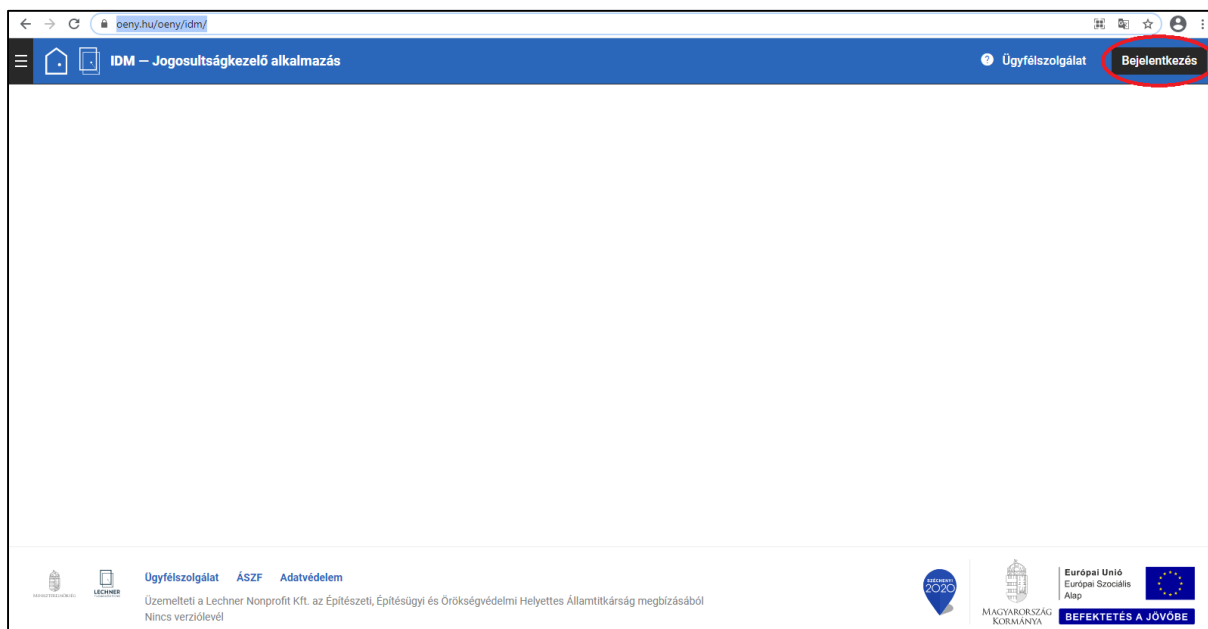 oeny.hu/oeny/idm/
IDM — Jogosultságkezelő alkalmazás
? Ügyfélszolgálat
Bejelentkezés
LECHNER
Ügyfélszolgálat ÁSZF Adatvédelem
Üzemelteti a Lechner Nonprofit Kft. az Építészeti, Építésügyi és Örökségvédelmi Helyettes Államtitkárság megbízásából
Nincs verziólevél
SZÉCHENYI
2020
MAGYARORSZÁG
KORMÁNYA
Európai Unió
Európai Szociális
Alap
BEFEKTETÉS A JÖVŐBE